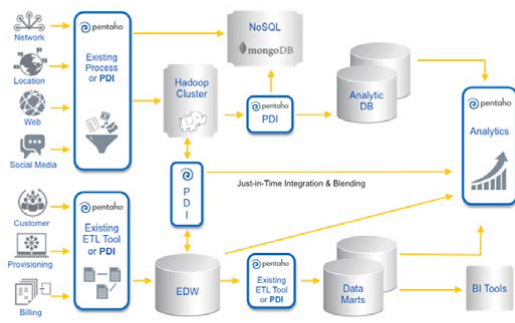 Network
Location
Web
Social Media
pentaho
Existing
Process
or PDI
NoSQL
mongoDB
Hadoop
Cluster
pentaho
PDI
Analytic
DB
pentaho
Analytics
P
D
I
Just-in-Time Integration & Blending
Customer
Provisioning
Billing
pentaho
Existing
ETL Tool
or PDI
EDW
pentaho
Existing
ETL Tool
or PDI
Data
Marts
BI Tools